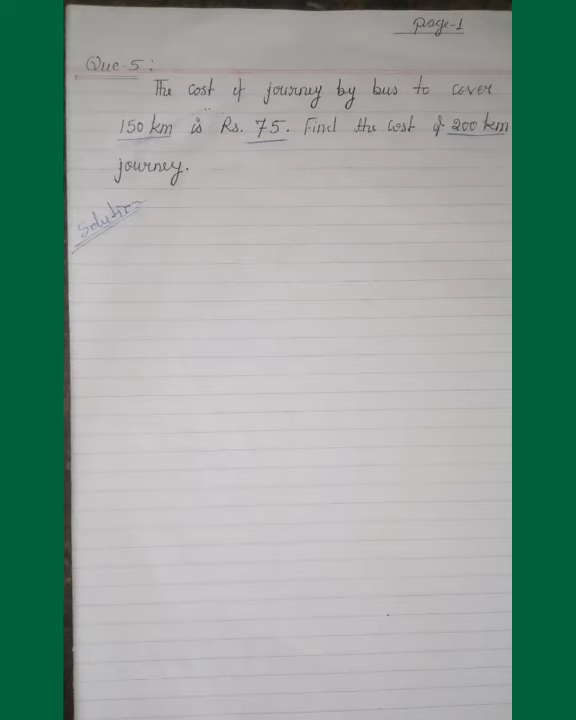 page-1
Que-5:
The cost of journey by bus to cover
150 km is Rs. 75. Find the cost of 200 km
journey.
Solution